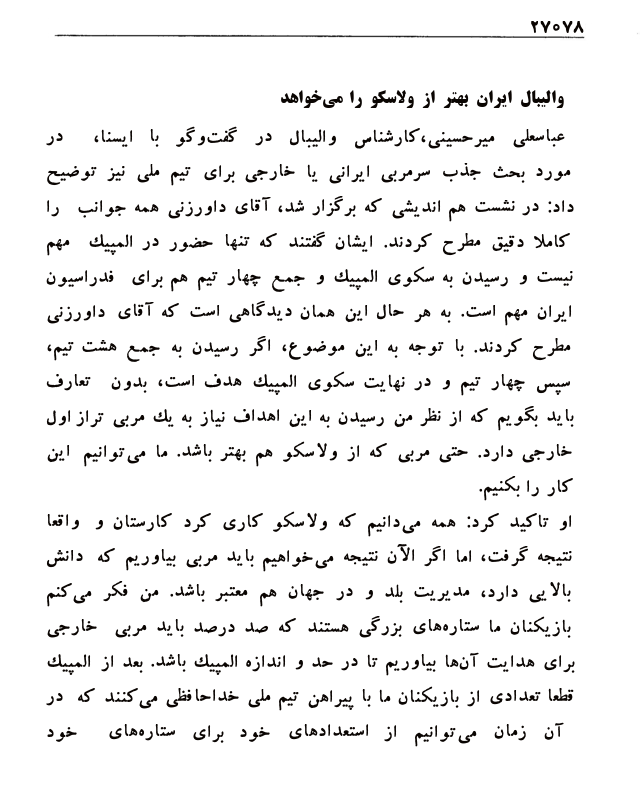 ۲۷۰۷۸
والیبال ایران بهتر از ولاسکو را می‌خواهد
عباسعلی میرحسینی،کارشناس والیبال در گفت‌وگو با ایسنا، در
مورد بحث جذب سرمربی ایرانی یا خارجی برای تیم ملی نیز توضیح
داد: در نشست هم اندیشی که برگزار شد، آقای داورزنی همه جوانب را
کاملا دقیق مطرح کردند. ایشان گفتند که تنها حضور در المپیك مهم
نیست و رسیدن به سکوی المپیك و جمع چهار تیم هم برای فدراسیون
ایران مهم است. به هر حال این همان دیدگاهی است که آقای داورزنی
مطرح کردند. با توجه به این موضوع، اگر رسیدن به جمع هشت تیم،
سپس چهار تیم و در نهایت سکوی المپیك هدف است، بدون تعارف
باید بگویم که از نظر من رسیدن به این اهداف نیاز به یك مربی تراز اول
خارجی دارد. حتی مربی که از ولاسکو هم بهتر باشد. ما می‌توانیم این
کار را بکنیم.
او تاکید کرد: همه می‌دانیم که ولاسکو کاری کرد کارستان و واقعا
نتیجه گرفت، اما اگر الآن نتیجه می‌خواهیم باید مربی بیاوریم که دانش
بالایی دارد، مدیریت بلد و در جهان هم معتبر باشد. من فکر می‌کنم
بازیکنان ما ستاره‌های بزرگی هستند که صد درصد باید مربی خارجی
برای هدایت آن‌ها بیاوریم تا در حد و اندازه المپیك باشد. بعد از المپیك
قطعا تعدادی از بازیکنان ما با پیراهن تیم ملی خداحافظی می‌کنند که در
آن زمان می‌توانیم از استعدادهای خود برای ستاره‌های خود